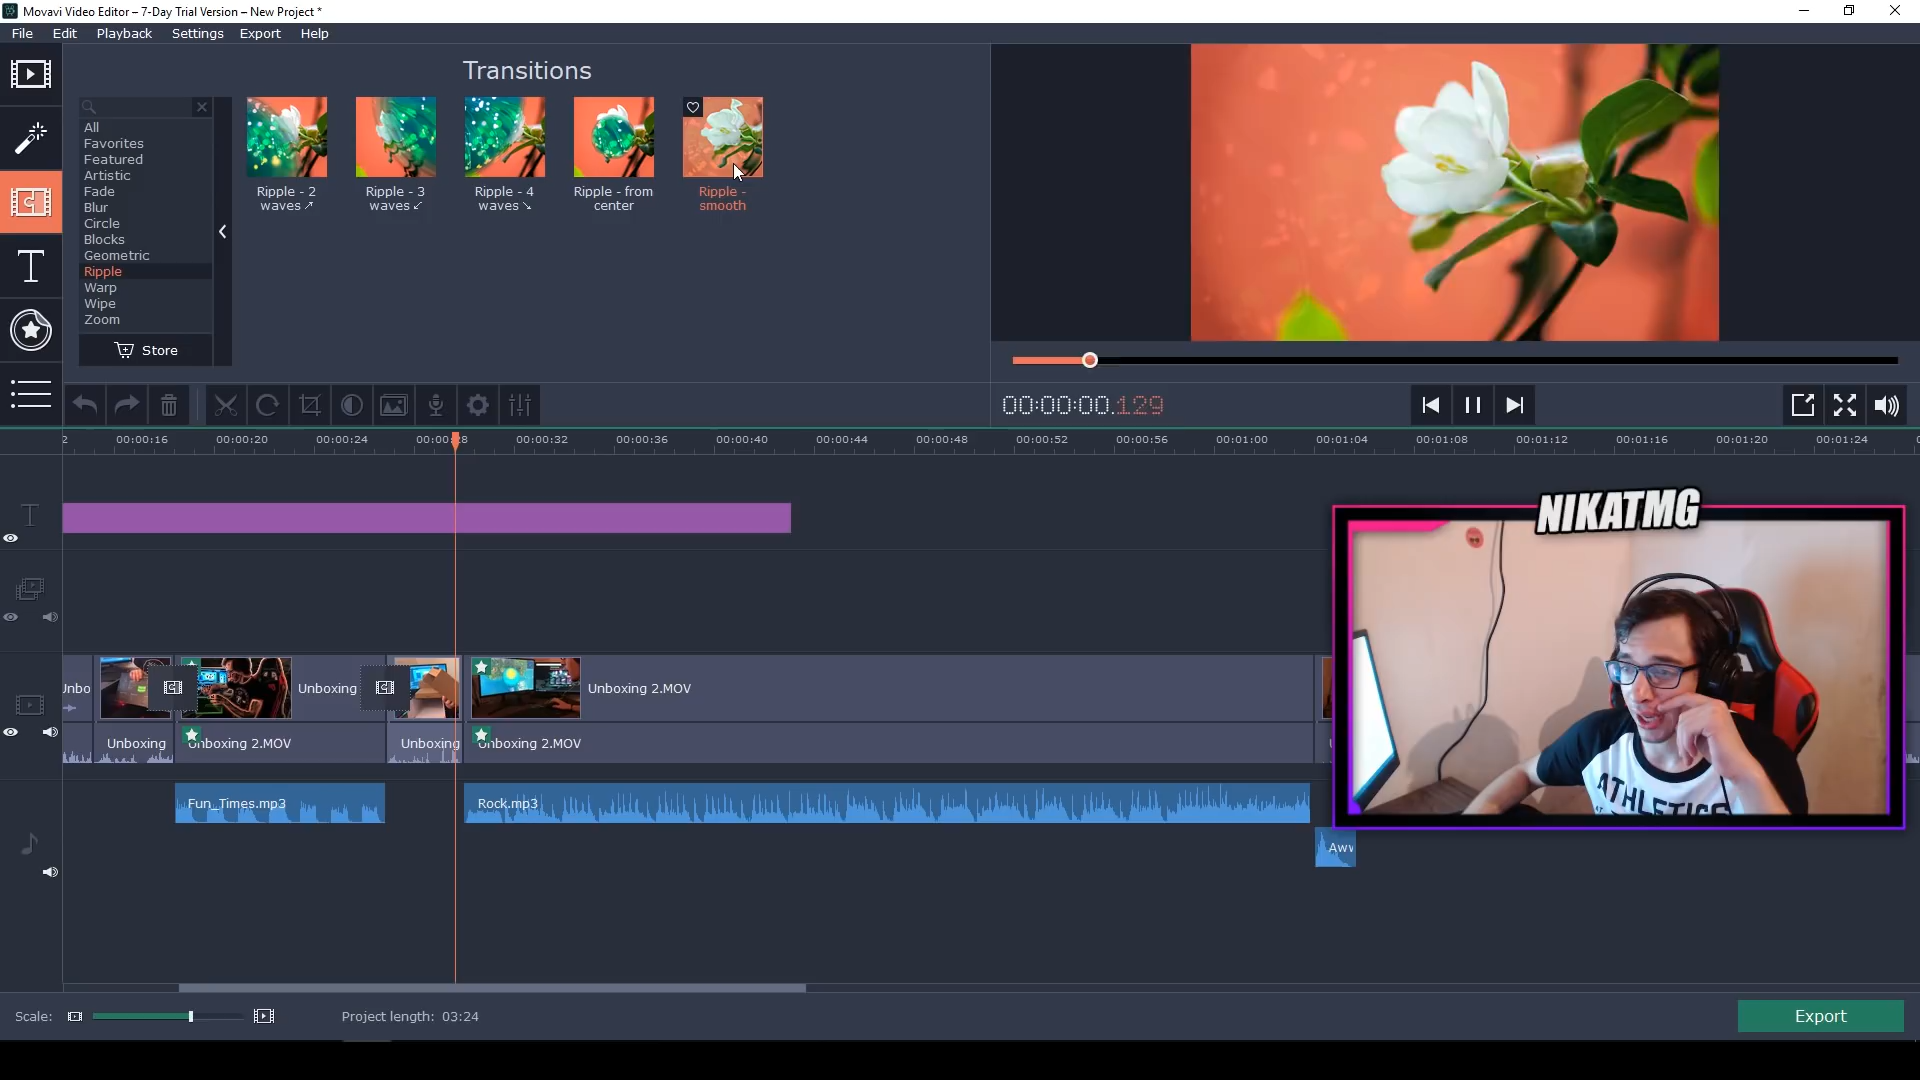 Movavi Video Editor – 7-Day Trial Version – New Project *
File Edit Playback Settings Export Help
Transitions
All
Favorites
Featured
Artistic
Fade
Blur
Circle
Blocks
Geometric
Ripple
Warp
Wipe
Zoom
Store
Ripple - 2
waves ↗
Ripple - 3
waves ↙
Ripple - 4
waves ↘
Ripple - from
center
Ripple -
smooth
00:00:00.129
2 00:00:16 00:00:20 00:00:24 00:00:28 00:00:32 00:00:36 00:00:40 00:00:44 00:00:48 00:00:52 00:00:56 00:01:00 00:01:04 00:01:08 00:01:12 00:01:16 00:01:20 00:01:24
NIKATMG
Unbo Unboxing Unboxing 2.MOV
Unboxing Unboxing 2.MOV Unboxing Unboxing 2.MOV
Fun_Times.mp3 Rock.mp3
Aww
ATHLETICS
Scale: Project length: 03:24
Export